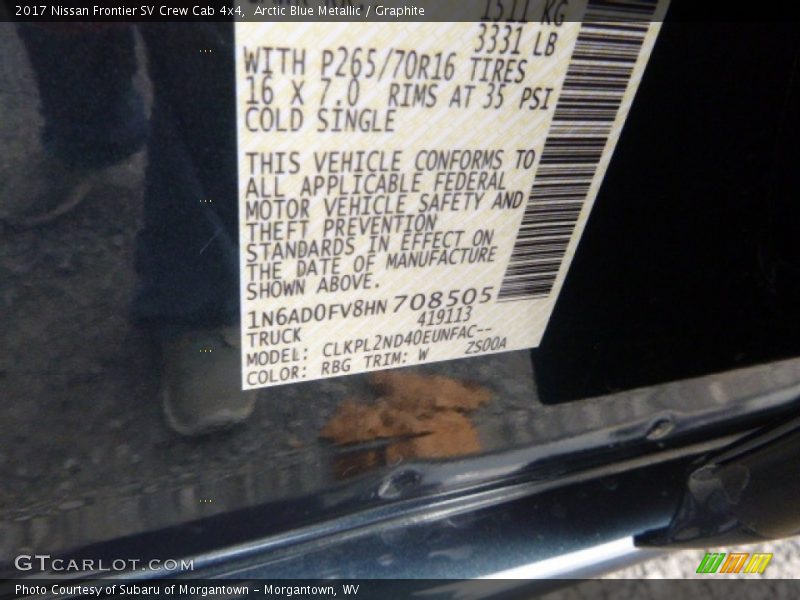 2017 Nissan Frontier SV Crew Cab 4x4, Arctic Blue Metallic / Graphite
1511 KG
3331 LB
WITH P265/70R16 TIRES
16 X 7.0 RIMS AT 35 PSI
COLD SINGLE
THIS VEHICLE CONFORMS TO
ALL APPLICABLE FEDERAL
MOTOR VEHICLE SAFETY AND
THEFT PREVENTION
STANDARDS IN EFFECT ON
THE DATE OF MANUFACTURE
SHOWN ABOVE.
1N6AD0FV8HN 708505
TRUCK 419113
MODEL: CLKPL2ND40EUNFAC--
COLOR: RBG TRIM: W ZS00A
GTCARLOT.COM
Photo Courtesy of Subaru of Morgantown - Morgantown, WV